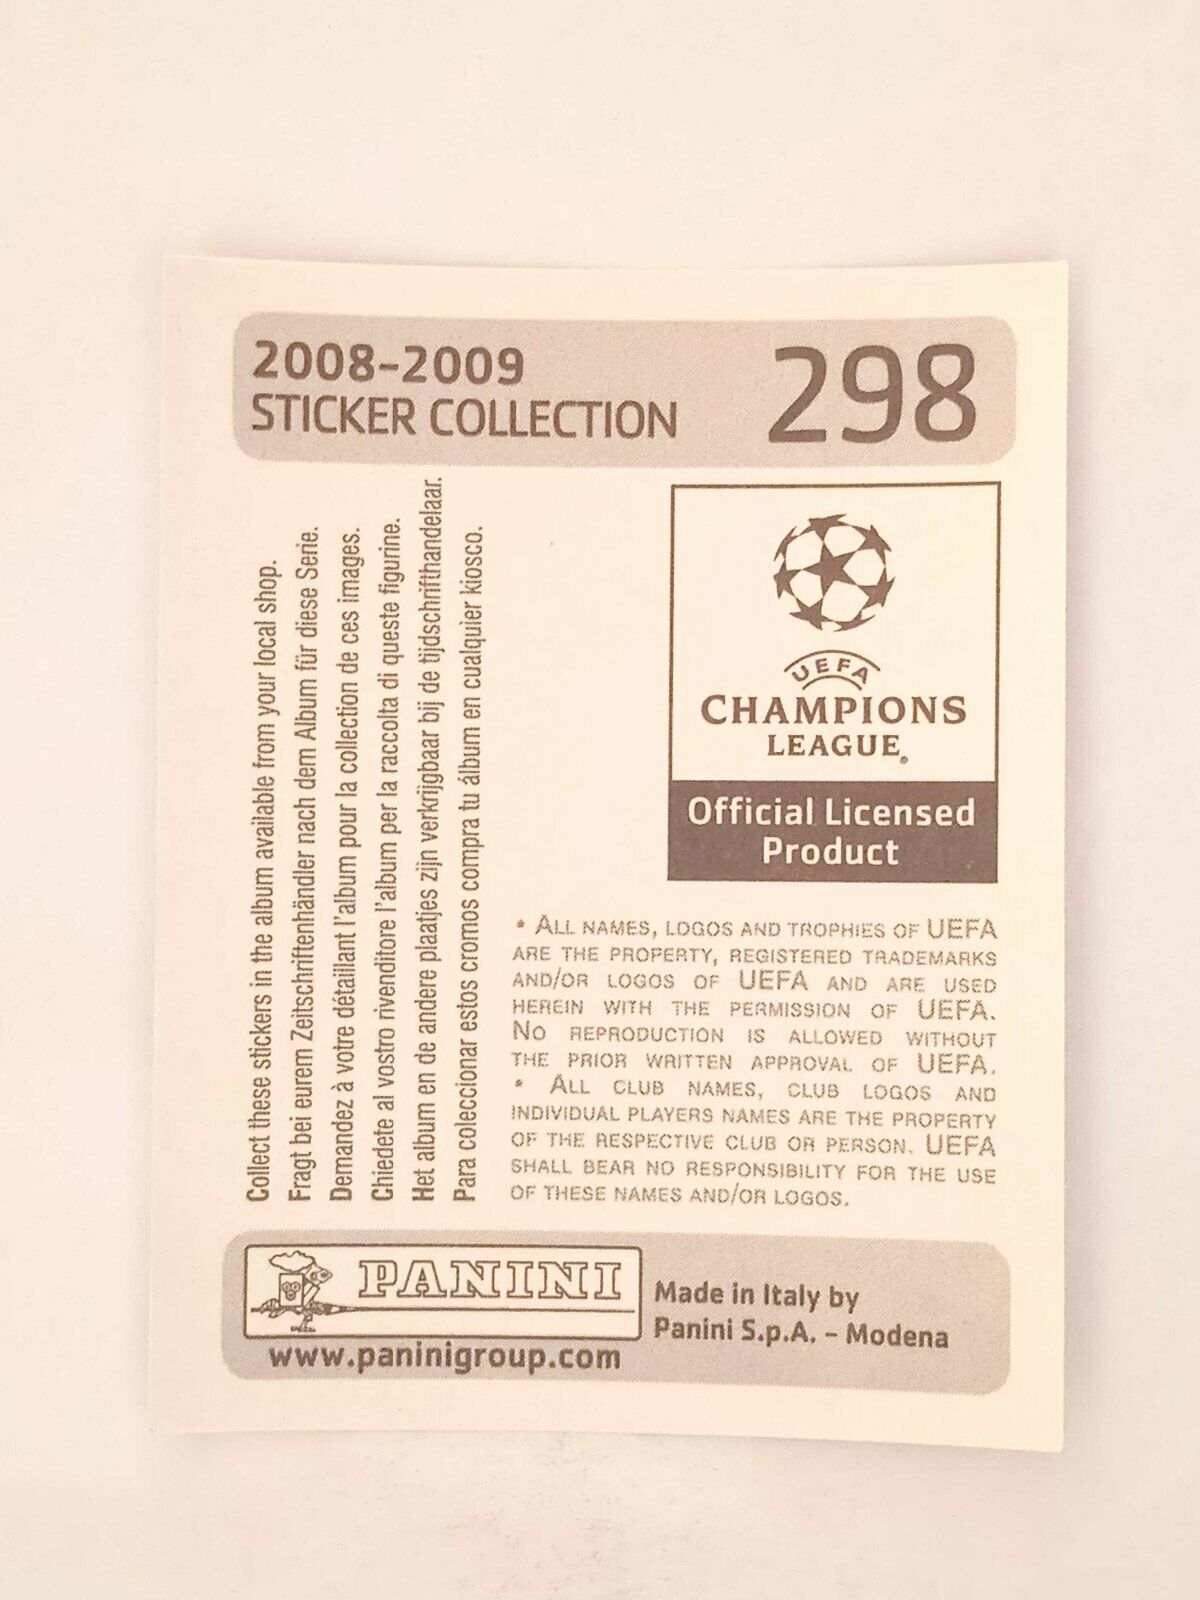 2008-2009
STICKER COLLECTION
298
Collect these stickers in the album available from your local shop.
Fragt bei eurem Zeitschriftenhändler nach dem Album für diese Serie.
Demandez à votre détaillant l'album pour la collection de ces images.
Chiedete al vostro rivenditore l'album per la raccolta di queste figurine.
Het album en de andere plaatjes zijn verkrijgbaar bij de tijdschrifthandelaar.
Para coleccionar estos cromos compra tu álbum en cualquier kiosco.
UEFA
CHAMPIONS
LEAGUE®
Official Licensed
Product
* ALL NAMES, LOGOS AND TROPHIES OF UEFA
ARE THE PROPERTY, REGISTERED TRADEMARKS
AND/OR LOGOS OF UEFA AND ARE USED
HEREIN WITH THE PERMISSION OF UEFA.
NO REPRODUCTION IS ALLOWED WITHOUT
THE PRIOR WRITTEN APPROVAL OF UEFA.
* ALL CLUB NAMES, CLUB LOGOS AND
INDIVIDUAL PLAYERS NAMES ARE THE PROPERTY
OF THE RESPECTIVE CLUB OR PERSON. UEFA
SHALL BEAR NO RESPONSIBILITY FOR THE USE
OF THESE NAMES AND/OR LOGOS.
PANINI
www.paninigroup.com
Made in Italy by
Panini S.p.A. - Modena